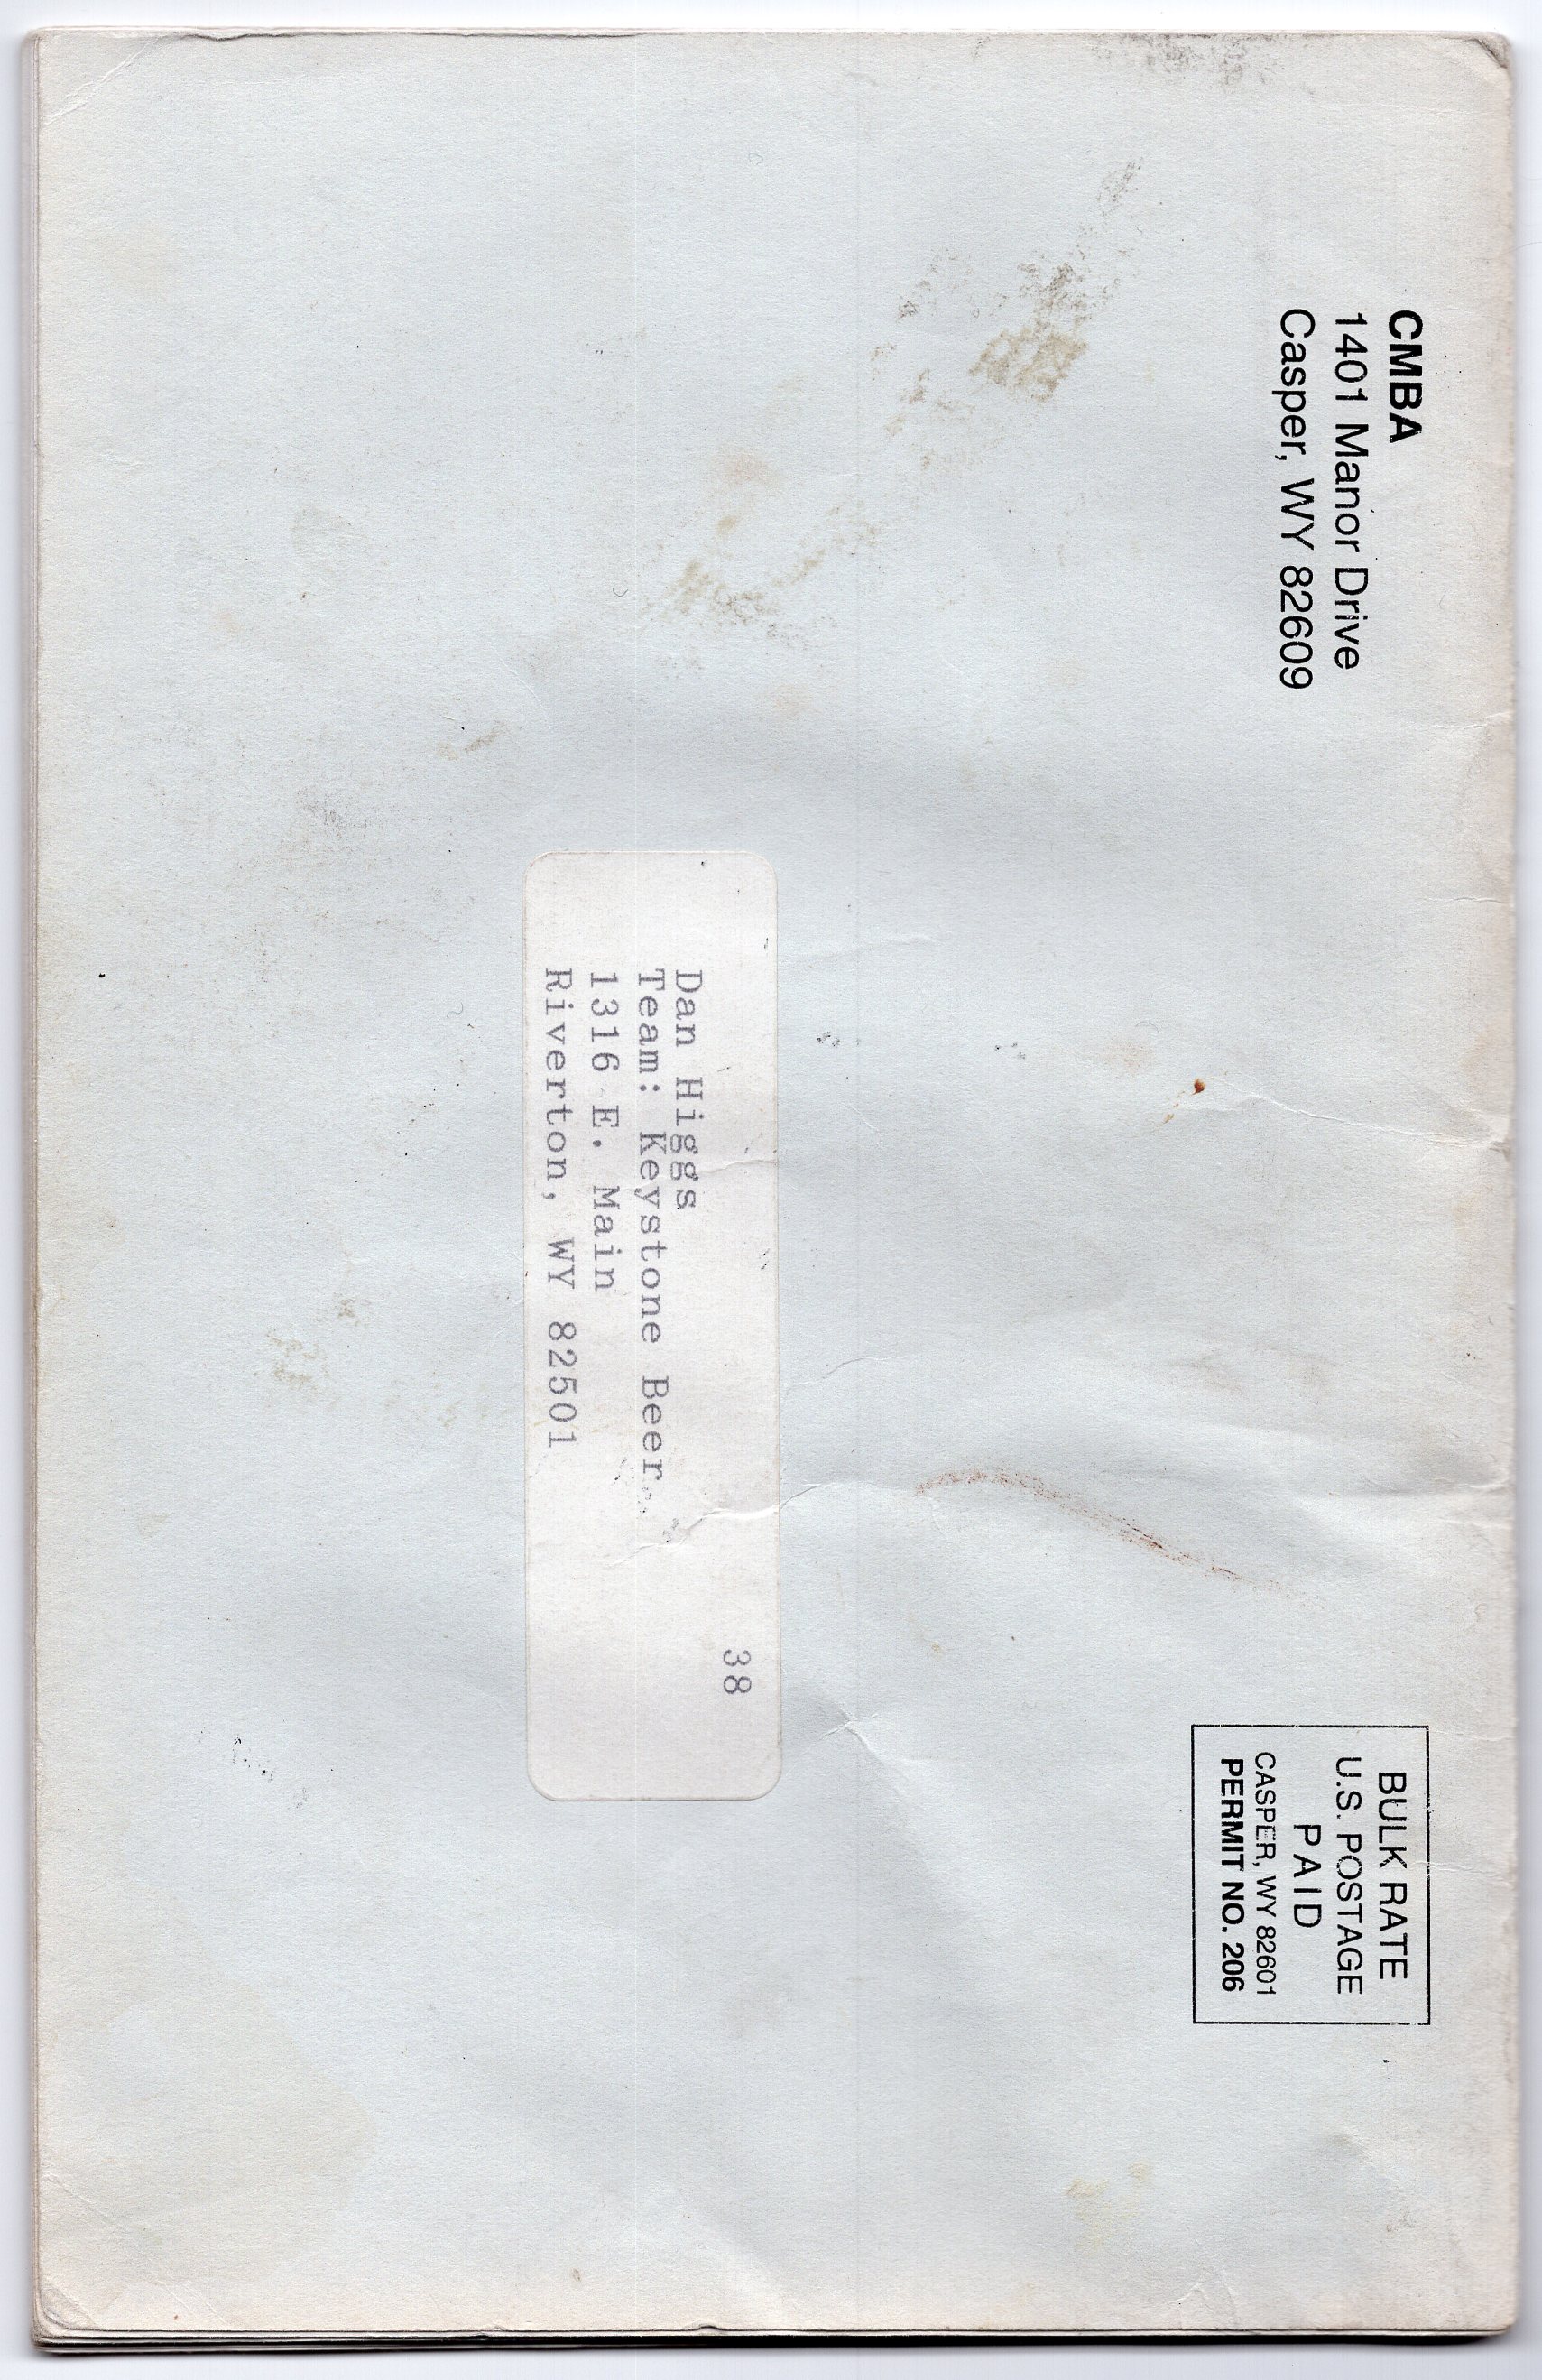 CMBA
1401 Manor Drive
Casper, WY 82609
BULK RATE
U.S. POSTAGE
PAID
CASPER, WY 82601
PERMIT NO. 206
38
Dan Higgs
Team: Keystone Beer
1316 E. Main
Riverton, WY 82501